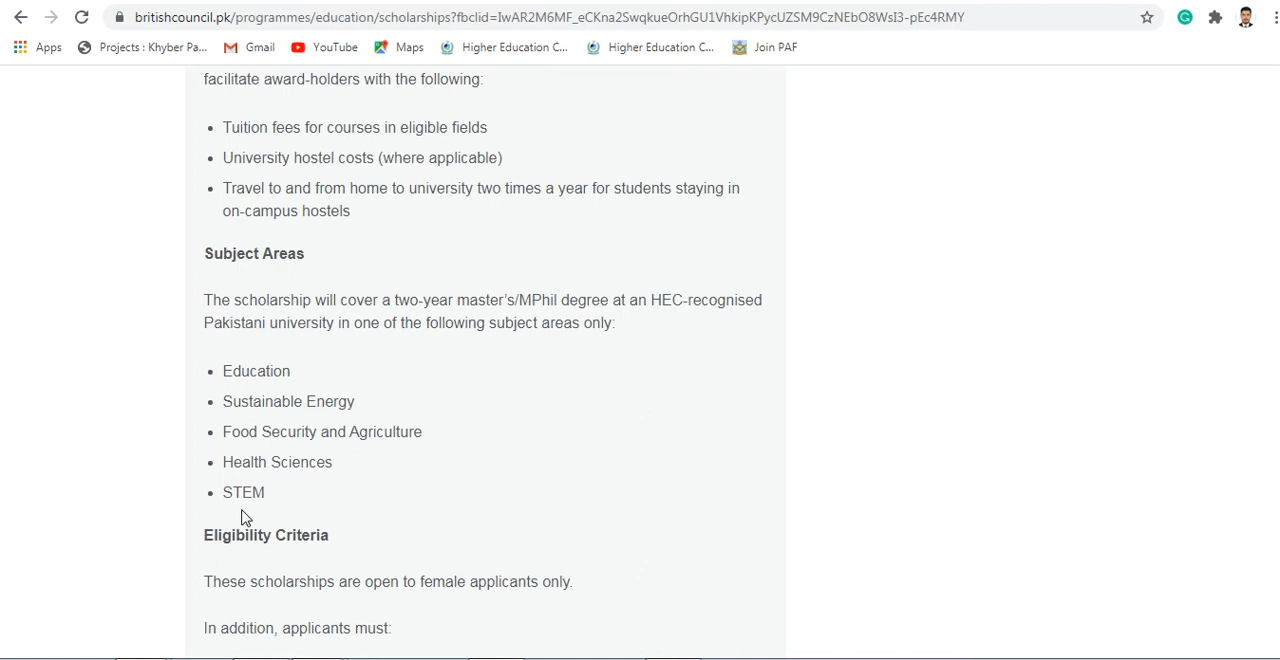 britishcouncil.pk/programmes/education/scholarships?fbclid=IwAR2M6MF_eCKna2SwqkueOrhGU1VhkipKPycUZSM9CzNEbO8WsI3-pEc4RMY
Apps Projects : Khyber Pa... Gmail YouTube Maps Higher Education C... Higher Education C... Join PAF
facilitate award-holders with the following:
• Tuition fees for courses in eligible fields
• University hostel costs (where applicable)
• Travel to and from home to university two times a year for students staying in
on-campus hostels
Subject Areas
The scholarship will cover a two-year master’s/MPhil degree at an HEC-recognised
Pakistani university in one of the following subject areas only:
• Education
• Sustainable Energy
• Food Security and Agriculture
• Health Sciences
• STEM
Eligibility Criteria
These scholarships are open to female applicants only.
In addition, applicants must: